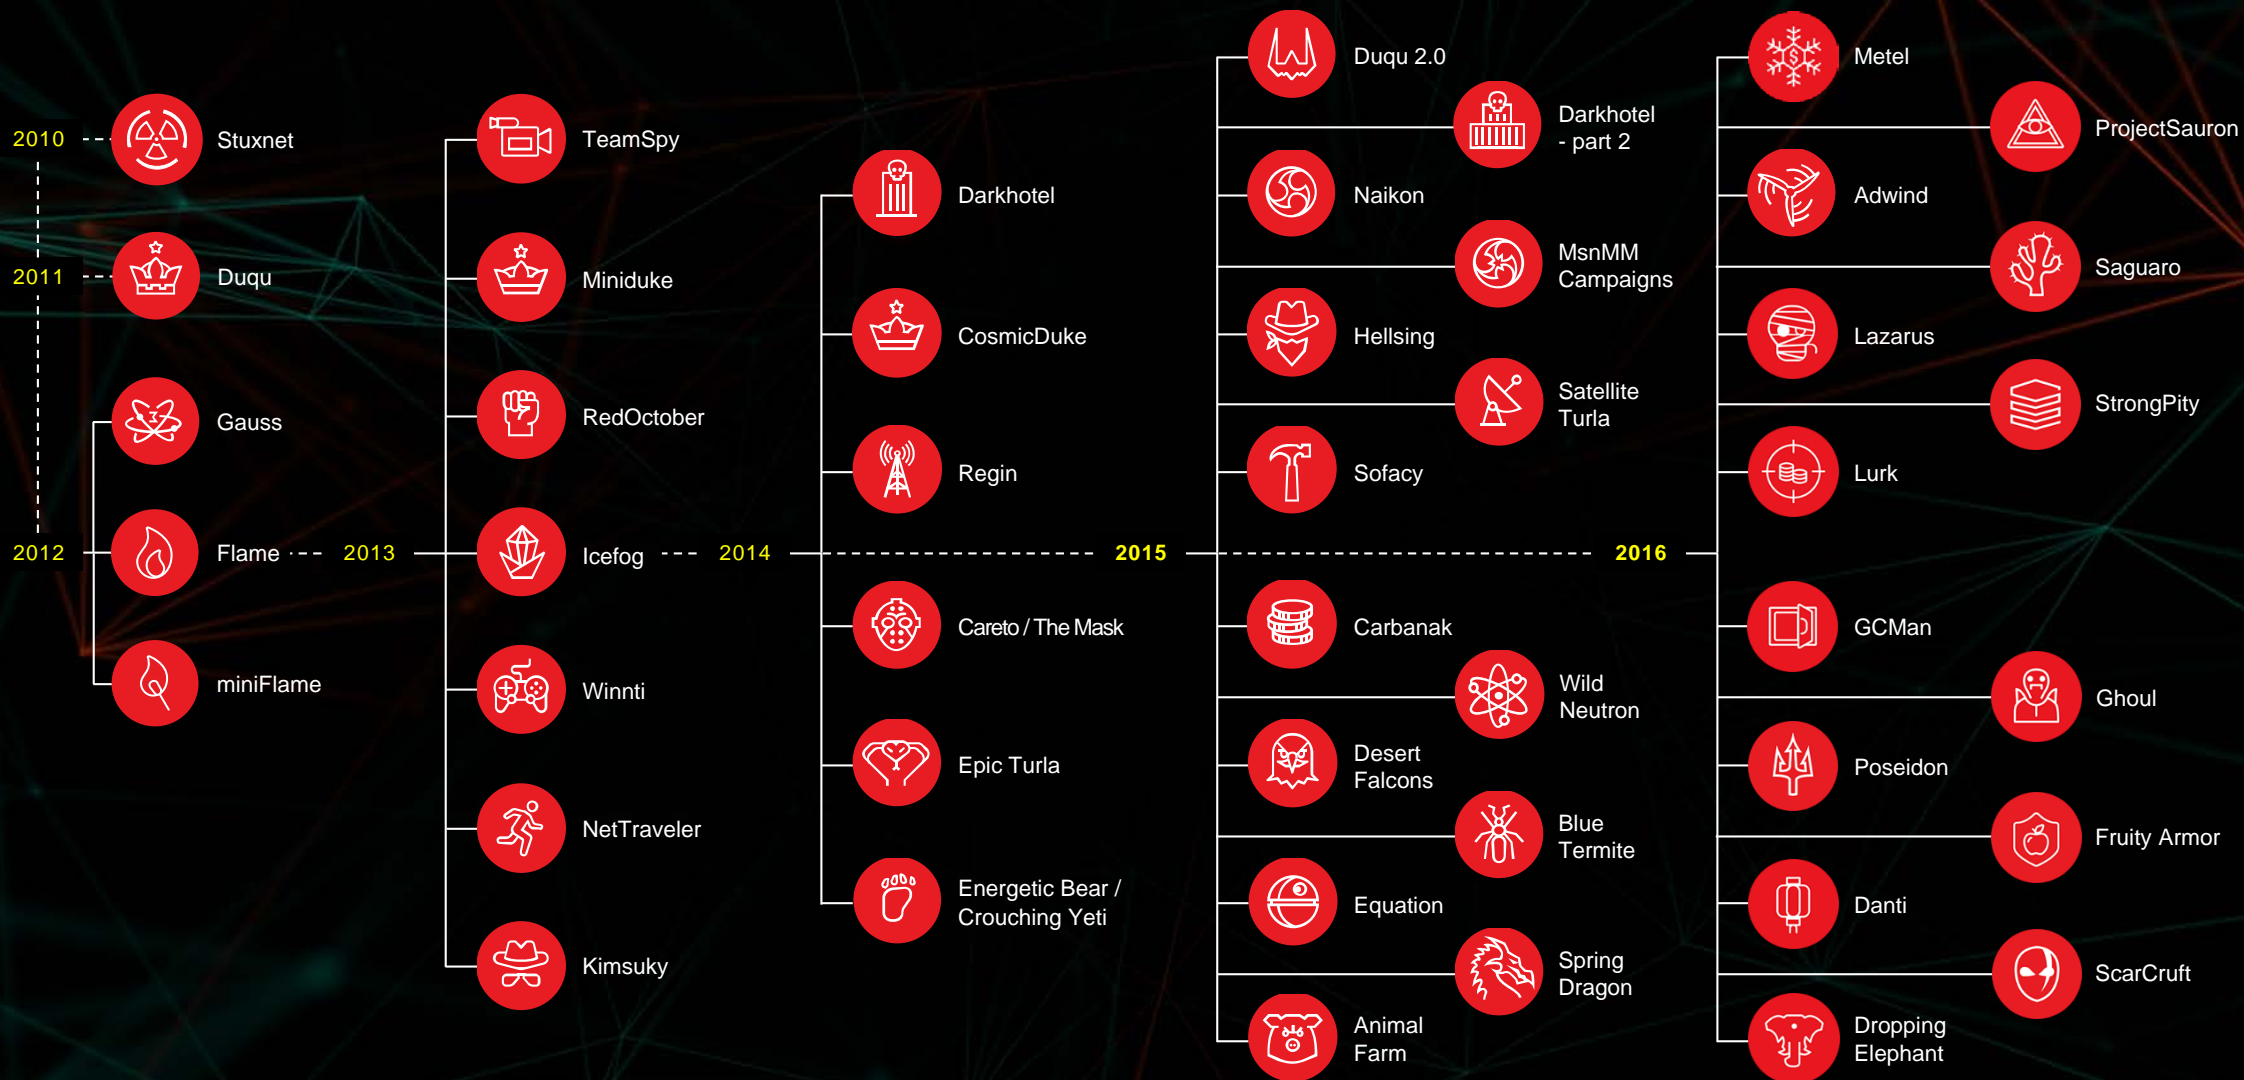 2010
Stuxnet
2011
Duqu
2012
Gauss
Flame
miniFlame
2013
TeamSpy
Miniduke
RedOctober
Icefog
Winnti
NetTraveler
Kimsuky
2014
Darkhotel
CosmicDuke
Regin
Careto / The Mask
Epic Turla
Energetic Bear /
Crouching Yeti
2015
Duqu 2.0
Darkhotel
- part 2
Naikon
MsnMM
Campaigns
Hellsing
Satellite
Turla
Sofacy
Carbanak
Wild
Neutron
Desert
Falcons
Blue
Termite
Equation
Spring
Dragon
Animal
Farm
2016
Metel
ProjectSauron
Adwind
Saguaro
Lazarus
StrongPity
Lurk
GCMan
Ghoul
Poseidon
Fruity Armor
Danti
ScarCruft
Dropping
Elephant